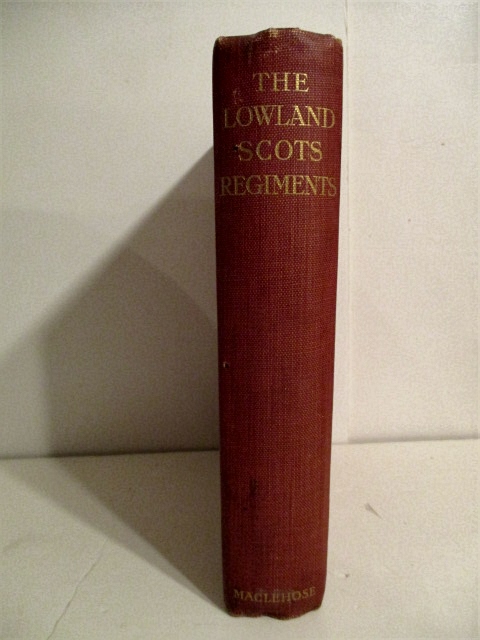 THE
LOWLAND
SCOTS
REGIMENTS
MACLEHOSE